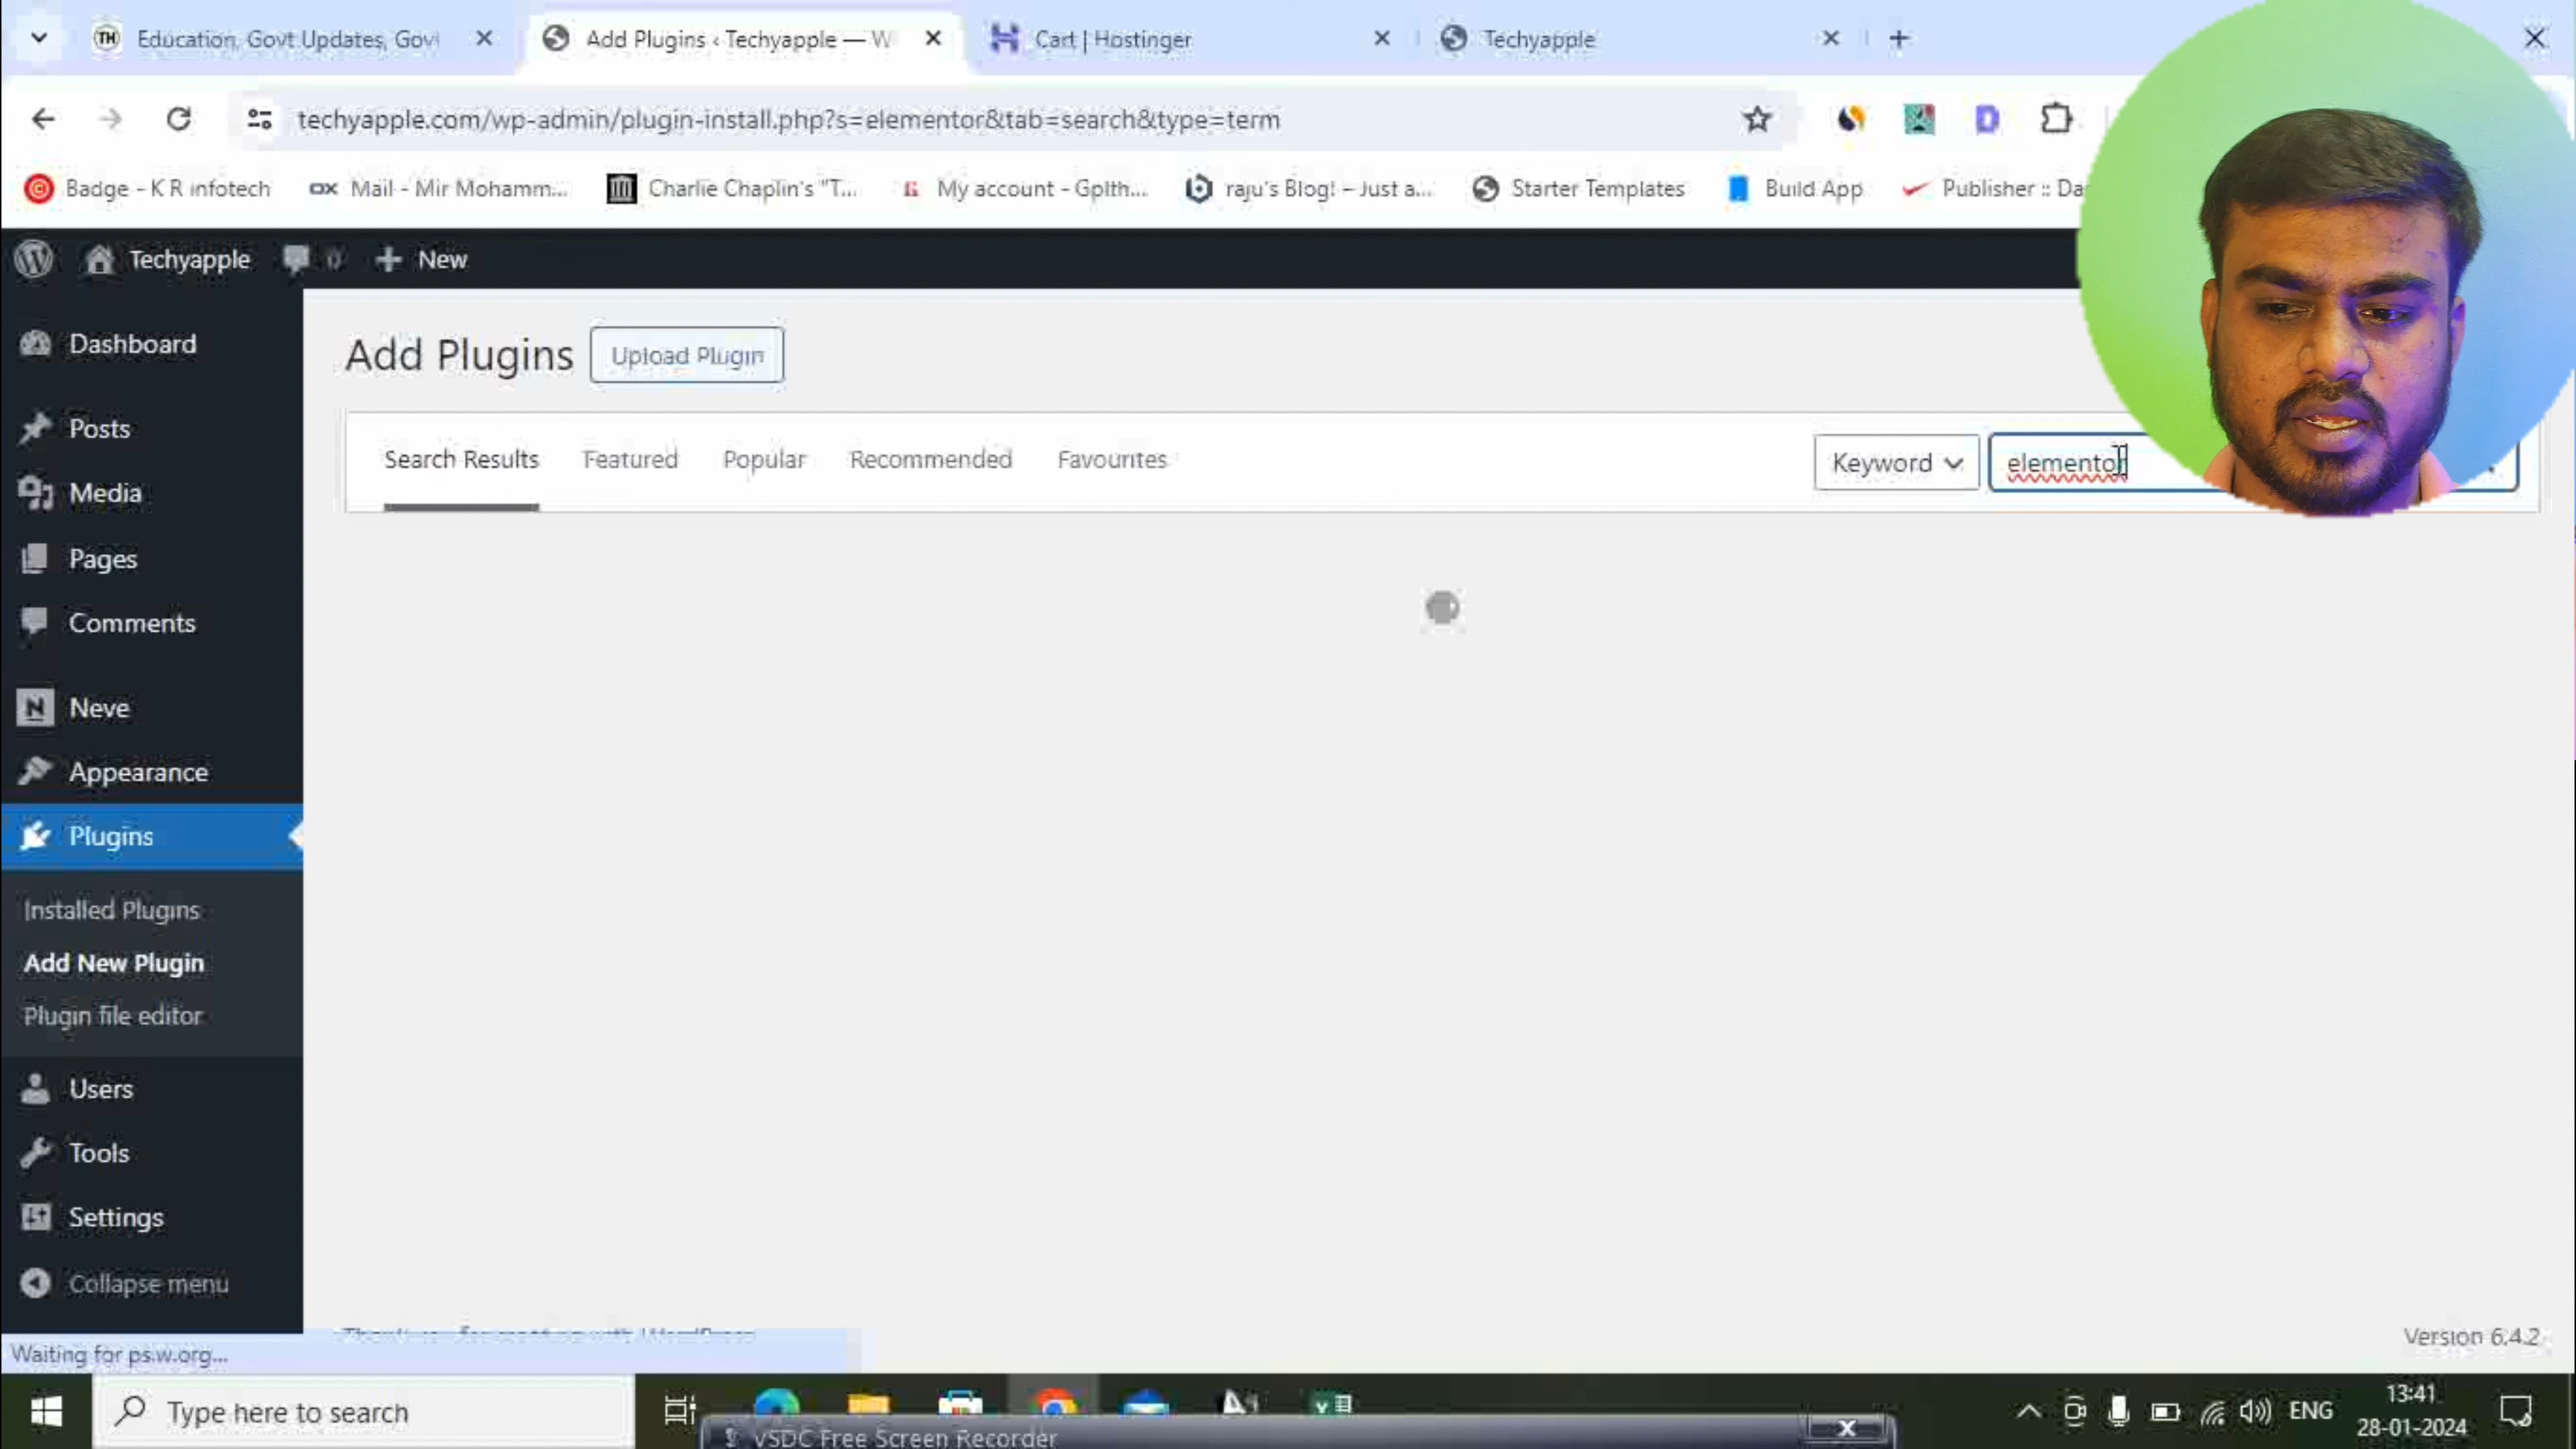 TH Education, Govt Updates, Gov
Add Plugins ‹ Techyapple — W
Cart | Hostinger
Techyapple
techyapple.com/wp-admin/plugin-install.php?s=elementor&tab=search&type=term
Badge - K R infotech
OX Mail - Mir Mohamm...
Charlie Chaplin's "T...
My account - Gplth...
raju's Blog! – Just a...
Starter Templates
Build App
Publisher :: Da
Techyapple 0 + New
Dashboard
Posts
Media
Pages
Comments
N Neve
Appearance
Plugins
Installed Plugins
Add New Plugin
Plugin file editor
Users
Tools
Settings
Collapse menu
Add Plugins Upload Plugin
Search Results Featured Popular Recommended Favourites Keyword elementor
Version 6.4.2
Waiting for ps.w.org...
Type here to search
VSDC Free Screen Recorder
ENG
13:41
28-01-2024